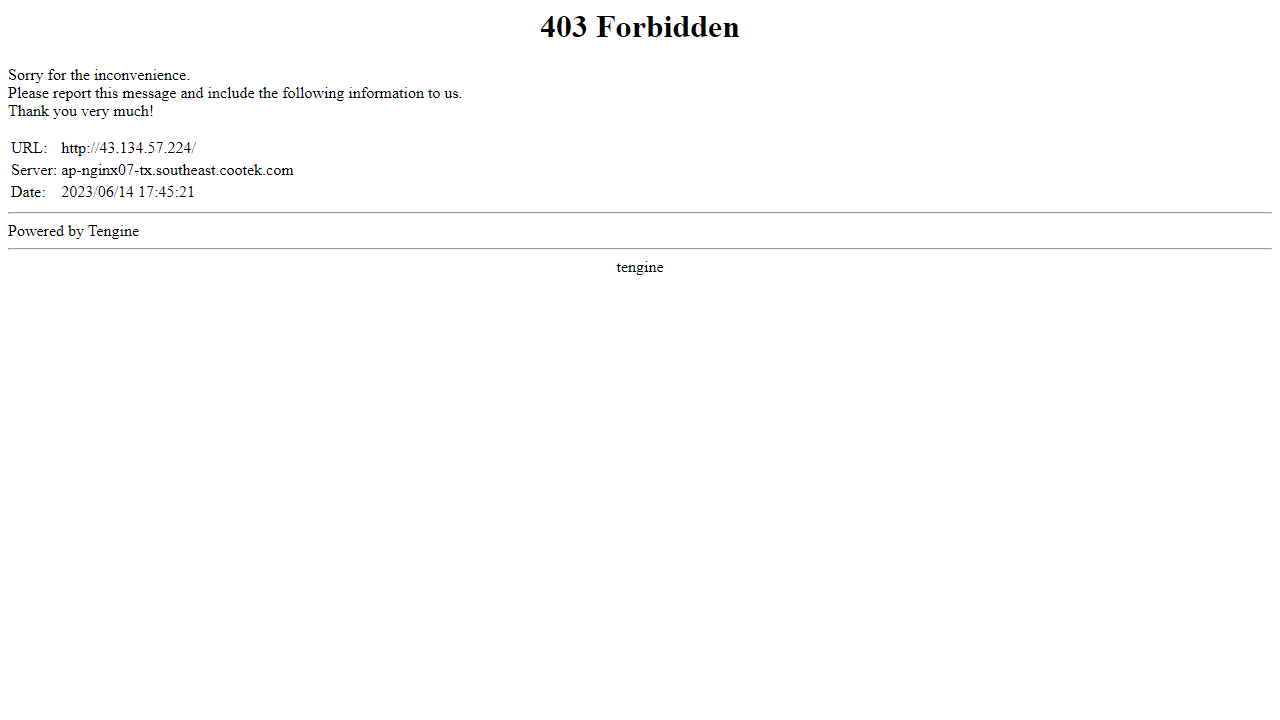 403 Forbidden
Sorry for the inconvenience.
Please report this message and include the following information to us.
Thank you very much!
URL: http://43.134.57.224/
Server: ap-nginx07-tx.southeast.cootek.com
Date: 2023/06/14 17:45:21
Powered by Tengine
tengine